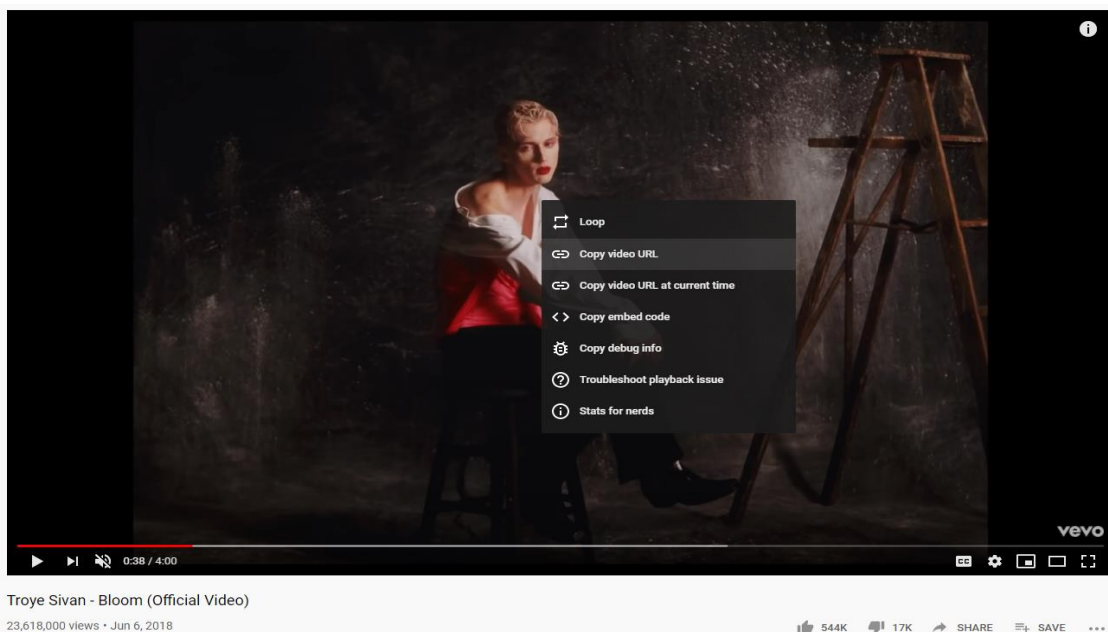 Loop
Copy video URL
Copy video URL at current time
Copy embed code
Copy debug info
Troubleshoot playback issue
Stats for nerds
vevo
0:38 / 4:00
CC
Troye Sivan - Bloom (Official Video)
23,618,000 views • Jun 6, 2018
544K 17K SHARE SAVE